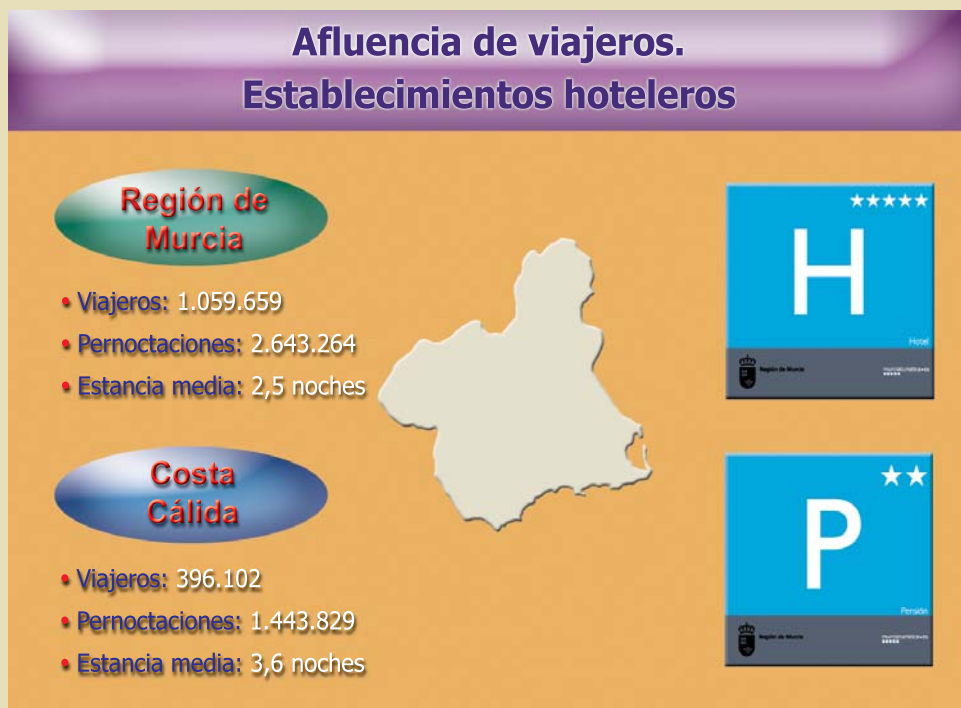 Afluencia de viajeros.
Establecimientos hoteleros
Región de
Murcia
• Viajeros: 1.059.659
• Pernoctaciones: 2.643.264
• Estancia media: 2,5 noches
Costa
Cálida
• Viajeros: 396.102
• Pernoctaciones: 1.443.829
• Estancia media: 3,6 noches
H
Hotel
Región de Murcia
P
Pensión
Región de Murcia